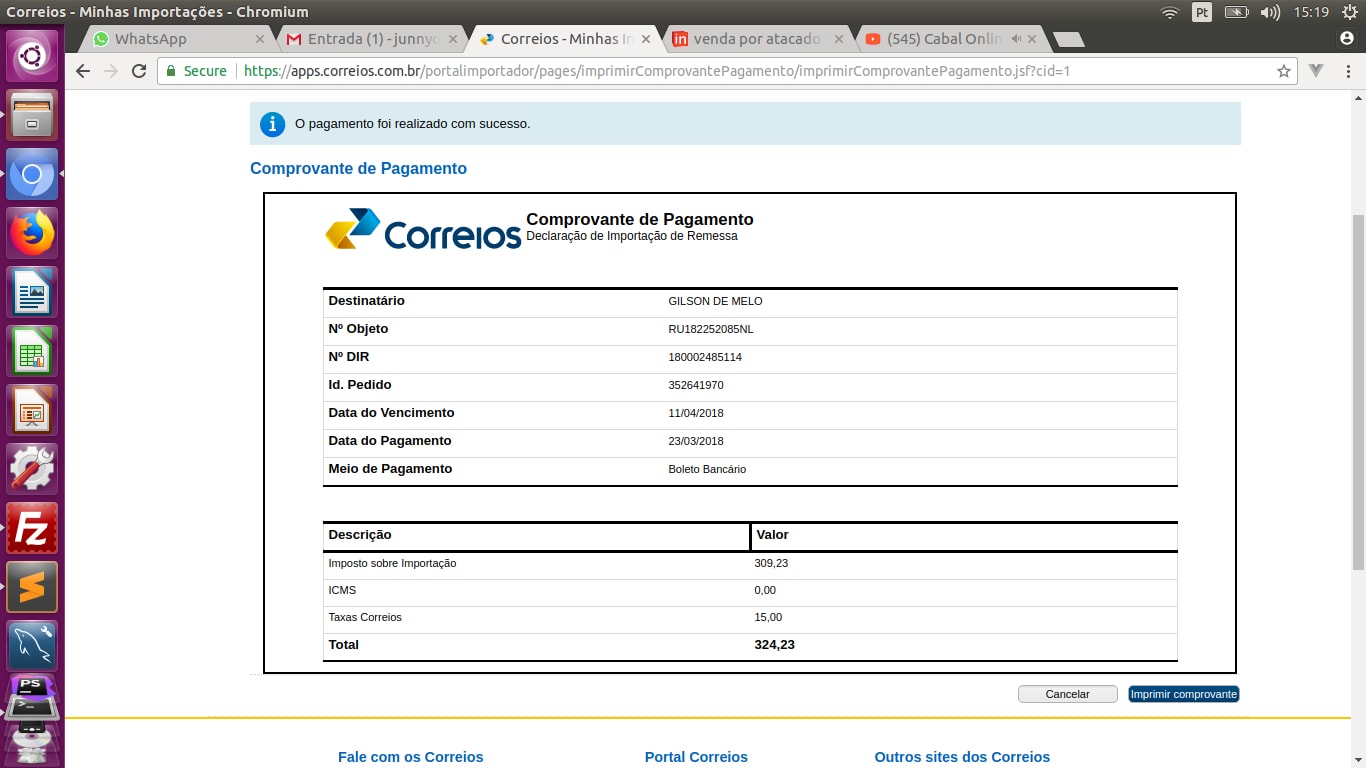 Correios - Minhas Importações - Chromium
Pt
15:19
WhatsApp
Entrada (1) - junnyo
Correios - Minhas In
in venda por atacado
(545) Cabal Onlin
Secure
https://apps.correios.com.br/portalimportador/pages/imprimirComprovantePagamento/imprimirComprovantePagamento.jsf?cid=1
O pagamento foi realizado com sucesso.
Comprovante de Pagamento
Correios
Comprovante de Pagamento
Declaração de Importação de Remessa
Destinatário GILSON DE MELO
Nº Objeto RU182252085NL
Nº DIR 180002485114
Id. Pedido 352641970
Data do Vencimento 11/04/2018
Data do Pagamento 23/03/2018
Meio de Pagamento Boleto Bancário
Descrição Valor
Imposto sobre Importação 309,23
ICMS 0,00
Taxas Correios 15,00
Total 324,23
Cancelar
Imprimir comprovante
Fale com os Correios
Portal Correios
Outros sites dos Correios
Fz
PS